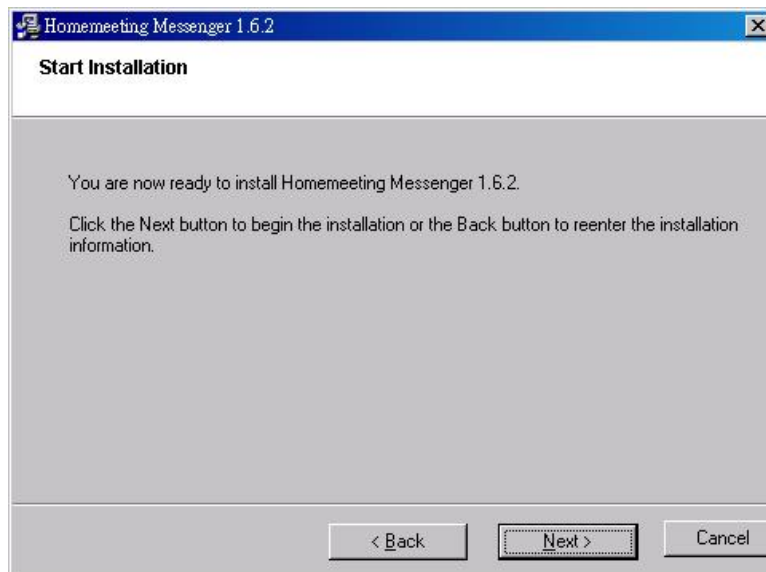 Homemeeting Messenger 1.6.2
Start Installation
You are now ready to install Homemeeting Messenger 1.6.2.
Click the Next button to begin the installation or the Back button to reenter the installation
information.
< Back
Next >
Cancel